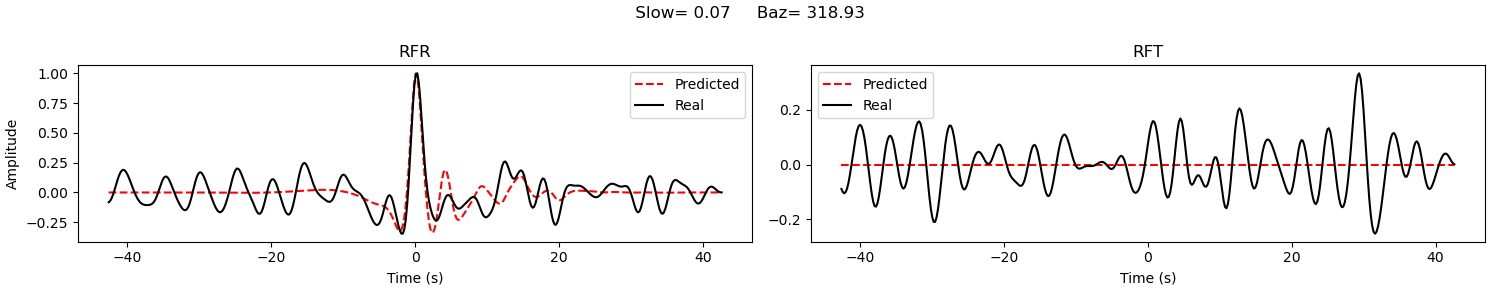 Slow= 0.07     Baz= 318.93
RFR
RFT
1.00
0.75
0.50
0.25
0.00
−0.25
Amplitude
Predicted
Real
−40
−20
0
20
40
Time (s)
0.2
0.0
−0.2
Predicted
Real
−40
−20
0
20
40
Time (s)